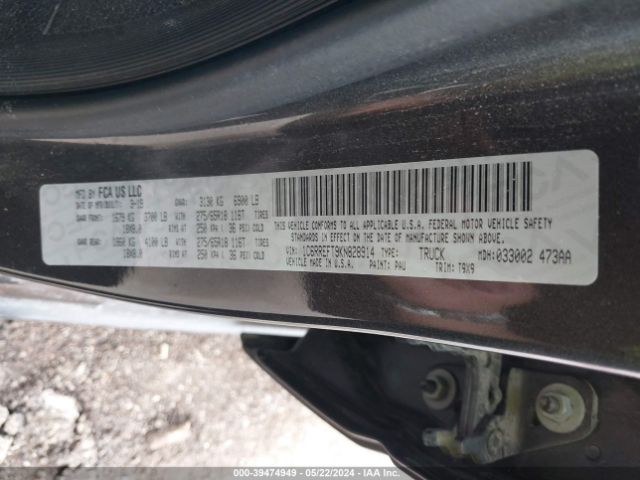 MFD BY FCA US LLC
DATE OF MFR 3-19 GVWR: 3130 KG 6900 LB
GAWR FRONT: 1679 KG 3700 LB WITH 275/65R18 116T TIRES
18X8.0 RIMS AT 250 KPA / 36 PSI COLD
GAWR REAR: 1860 KG 4100 LB WITH 275/65R18 116T TIRES
18X8.0 RIMS AT 250 KPA / 36 PSI COLD
THIS VEHICLE CONFORMS TO ALL APPLICABLE U.S.A. FEDERAL MOTOR VEHICLE SAFETY
STANDARDS IN EFFECT ON THE DATE OF MANUFACTURE SHOWN ABOVE.
VIN: 1C6RREFT9KN828914 TYPE: TRUCK MDH: 033002 473AA
VEHICLE MADE IN U.S.A. PAINT: PAU TRIM: T9X9
000-39474949 - 05/22/2024 - IAA Inc.